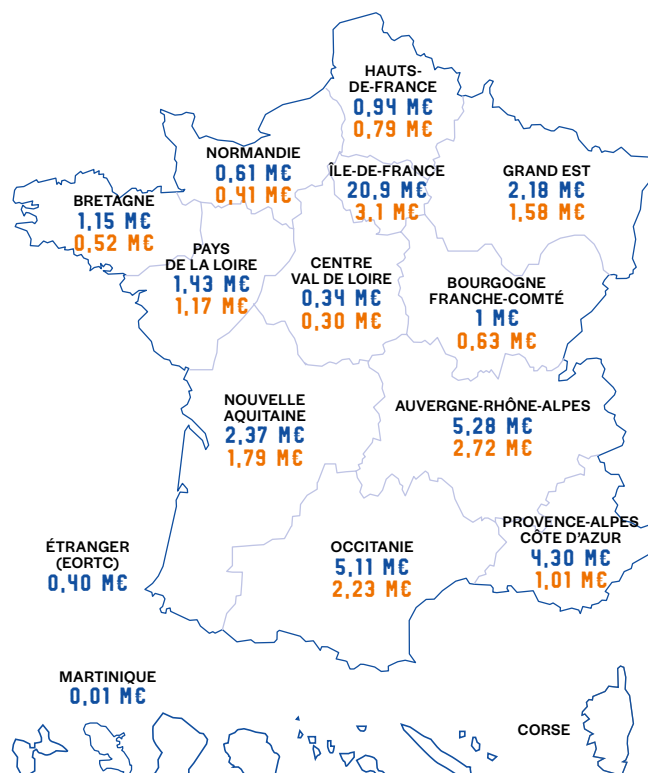 HAUTS-
DE-FRANCE
0,94 M€
0,79 M€
NORMANDIE
0,61 M€
0,41 M€
ÎLE-DE-FRANCE
20,9 M€
3,1 M€
GRAND EST
2,18 M€
1,58 M€
BRETAGNE
1,15 M€
0,52 M€
PAYS
DE LA LOIRE
1,43 M€
1,17 M€
CENTRE
VAL DE LOIRE
0,34 M€
0,30 M€
BOURGOGNE
FRANCHE-COMTÉ
1 M€
0,63 M€
NOUVELLE
AQUITAINE
2,37 M€
1,79 M€
AUVERGNE-RHÔNE-ALPES
5,28 M€
2,72 M€
PROVENCE-ALPES
CÔTE D'AZUR
4,30 M€
1,01 M€
ÉTRANGER
(EORTC)
0,40 M€
OCCITANIE
5,11 M€
2,23 M€
MARTINIQUE
0,01 M€
CORSE